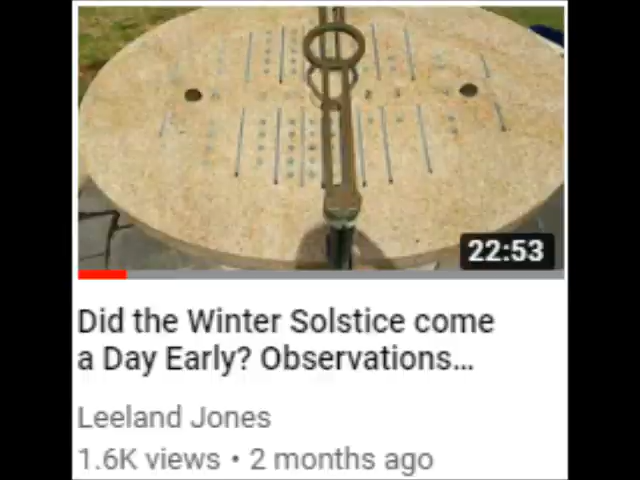 22:53
Did the Winter Solstice come
a Day Early? Observations...
Leeland Jones
1.6K views • 2 months ago